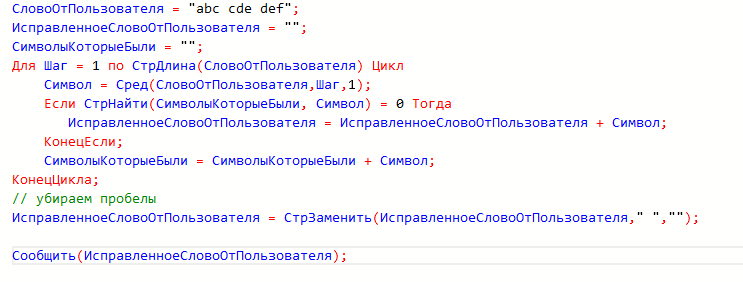 СловоОтПользователя = "abc cde def";
ИсправленноеСловоОтПользователя = "";
СимволыКоторыеБыли = "";
Для Шаг = 1 по СтрДлина(СловоОтПользователя) Цикл
Символ = Сред(СловоОтПользователя,Шаг,1);
Если СтрНайти(СимволыКоторыеБыли, Символ) = 0 Тогда
ИсправленноеСловоОтПользователя = ИсправленноеСловоОтПользователя + Символ;
КонецЕсли;
СимволыКоторыеБыли = СимволыКоторыеБыли + Символ;
КонецЦикла;
// убираем пробелы
ИсправленноеСловоОтПользователя = СтрЗаменить(ИсправленноеСловоОтПользователя," ","");
Сообщить(ИсправленноеСловоОтПользователя);